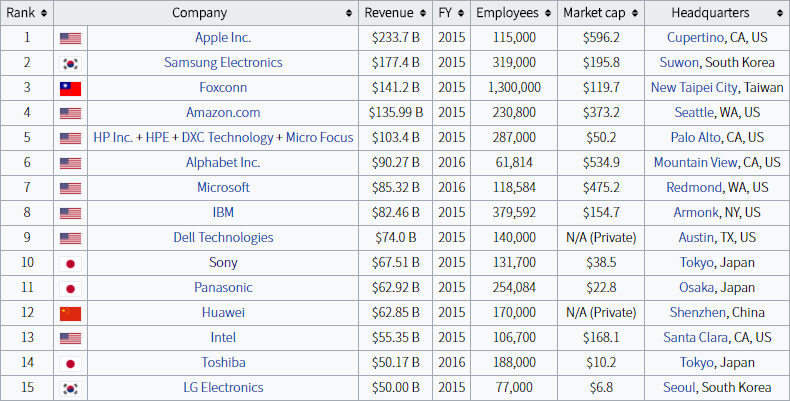 Rank Company Revenue FY Employees Market cap Headquarters
1 Apple Inc. $233.7 B 2015 115,000 $596.2 Cupertino, CA, US
2 Samsung Electronics $177.4 B 2015 319,000 $195.8 Suwon, South Korea
3 Foxconn $141.2 B 2015 1,300,000 $119.7 New Taipei City, Taiwan
4 Amazon.com $135.99 B 2015 230,800 $373.2 Seattle, WA, US
5 HP Inc. + HPE + DXC Technology + Micro Focus $103.4 B 2015 287,000 $50.2 Palo Alto, CA, US
6 Alphabet Inc. $90.27 B 2016 61,814 $534.9 Mountain View, CA, US
7 Microsoft $85.32 B 2016 118,584 $475.2 Redmond, WA, US
8 IBM $82.46 B 2015 379,592 $154.7 Armonk, NY, US
9 Dell Technologies $74.0 B 2015 140,000 N/A (Private) Austin, TX, US
10 Sony $67.51 B 2015 131,700 $38.5 Tokyo, Japan
11 Panasonic $62.92 B 2015 254,084 $22.8 Osaka, Japan
12 Huawei $62.85 B 2015 170,000 N/A (Private) Shenzhen, China
13 Intel $55.35 B 2015 106,700 $168.1 Santa Clara, CA, US
14 Toshiba $50.17 B 2016 188,000 $10.2 Tokyo, Japan
15 LG Electronics $50.00 B 2015 77,000 $6.8 Seoul, South Korea